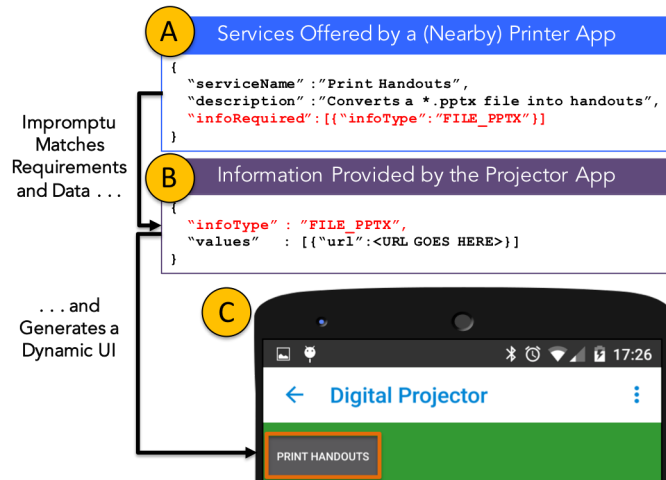 A
Services Offered by a (Nearby) Printer App
{
“serviceName”:”Print Handouts”,
“description”:”Converts a *.pptx file into handouts”,
“infoRequired”:[{“infoType”:”FILE_PPTX”}]
}
Impromptu
Matches
Requirements
and Data . . .
B
Information Provided by the Projector App
{
“infoType” : ”FILE_PPTX”,
“values” : [{“url”:<URL GOES HERE>}]
}
. . . and
Generates a
Dynamic UI
C
17:26
Digital Projector
PRINT HANDOUTS